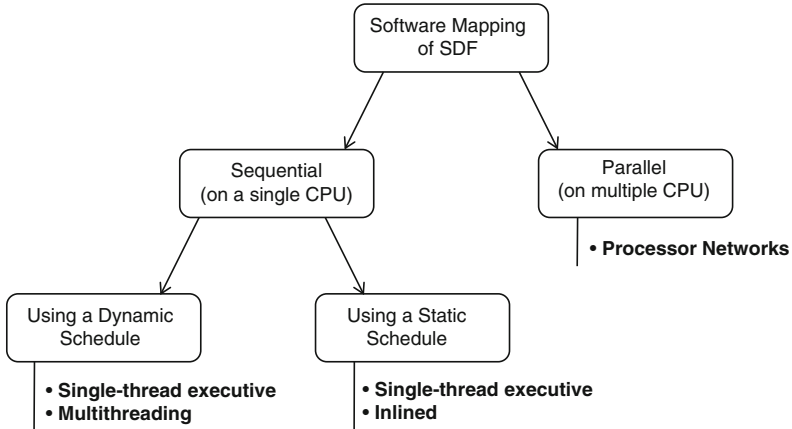 Software Mapping
of SDF
Sequential
(on a single CPU)
Parallel
(on multiple CPU)
• Processor Networks
Using a Dynamic
Schedule
Using a Static
Schedule
• Single-thread executive
• Multithreading
• Single-thread executive
• Inlined